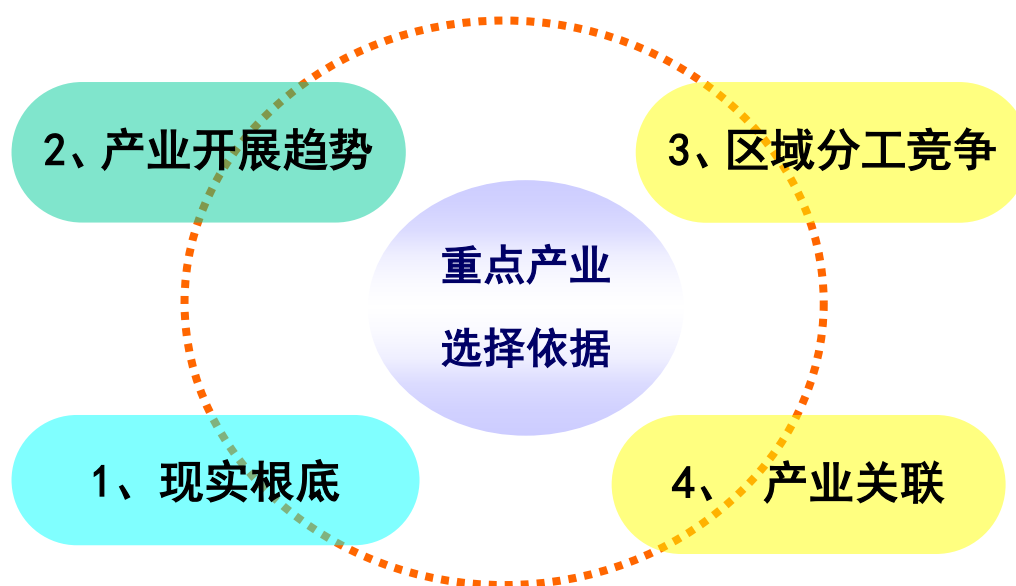 2、产业开展趋势
3、区域分工竞争
重点产业
选择依据
1、现实根底
4、 产业关联